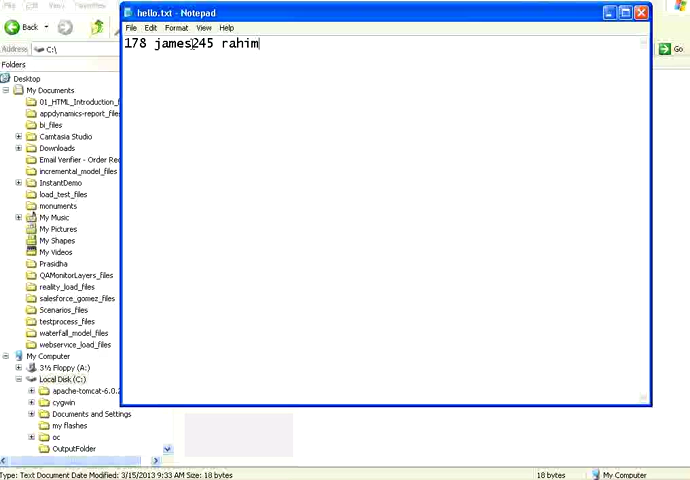 hello.txt - Notepad
File Edit Format View Help
178 james245 rahim
Back
Address C:\
Go
Folders
Desktop
My Documents
01_HTML_Introduction_f
appdynamics-report_files
bi_files
Camtasia Studio
Downloads
Email Verifier - Order Rec
incremental_model_files
InstantDemo
load_test_files
monuments
My Music
My Pictures
My Shapes
My Videos
Prasidha
QAMonitorLayers_files
reality_load_files
salesforce_gomez_files
Scenarios_files
testprocess_files
waterfall_model_files
webservice_load_files
My Computer
3½ Floppy (A:)
Local Disk (C:)
apache-tomcat-6.0.2
cygwin
Documents and Settings
my flashes
oc
OutputFolder
Type: Text Document Date Modified: 3/15/2013 9:33 AM Size: 18 bytes
18 bytes
My Computer